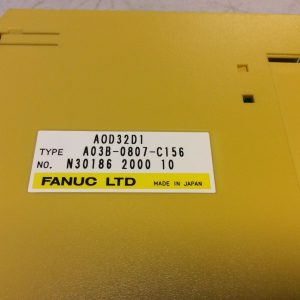 AOD32D1
TYPE A03B-0807-C156
NO. N30186 2000 10
FANUC LTD MADE IN JAPAN